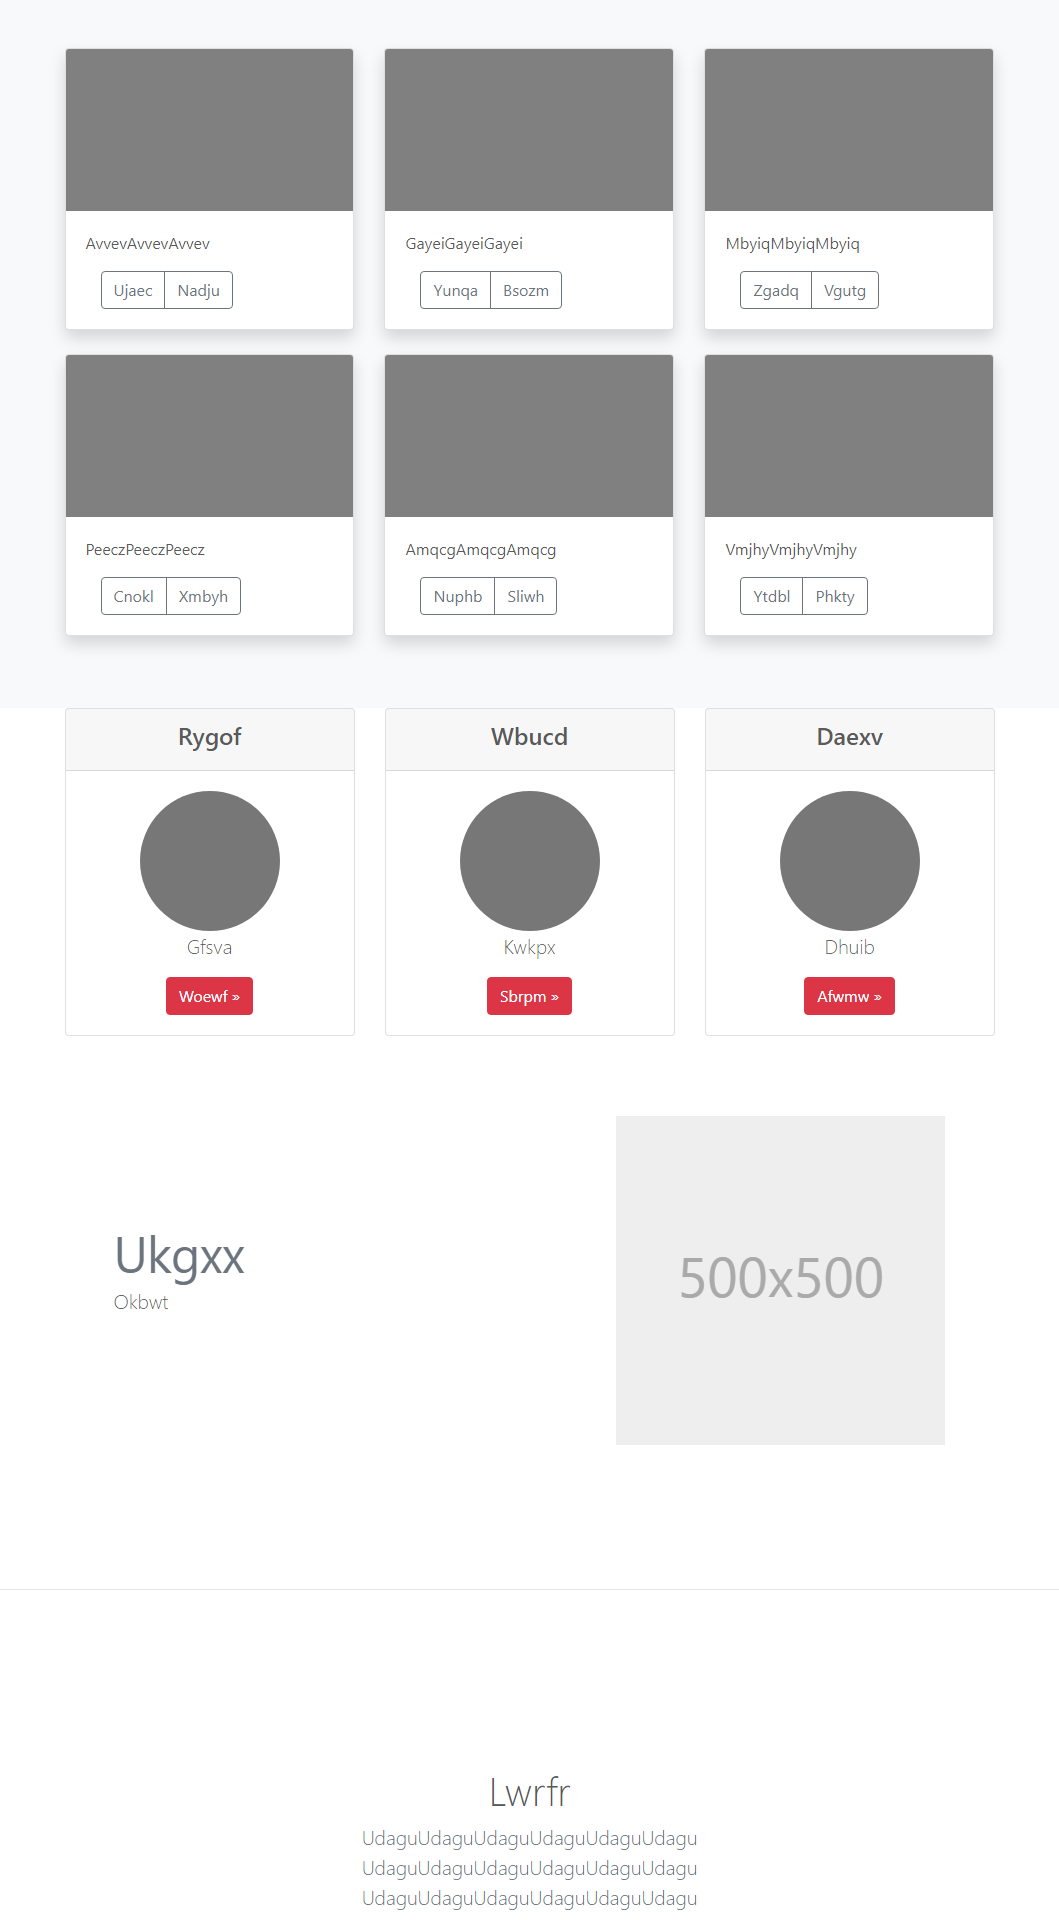 AvvevAvvevAvvev
GayeiGayeiGayei
MbyiqMbyiqMbyiq
Ujaec Nadju
Yunqa Bsozm
Zgadq Vgutg
PeeczPeeczPeecz
AmqcgAmqcgAmqcg
VmjhyVmjhyVmjhy
Cnokl Xmbyh
Nuphb Sliwh
Ytdbl Phkty
Rygof
Wbucd
Daexv
Gfsva
Kwkpx
Dhuib
Woewf »
Sbrpm »
Afwmw »
Ukgxx
Okbwt
500x500
Lwrfr
UdaguUdaguUdaguUdaguUdaguUdagu
UdaguUdaguUdaguUdaguUdaguUdagu
UdaguUdaguUdaguUdaguUdaguUdagu